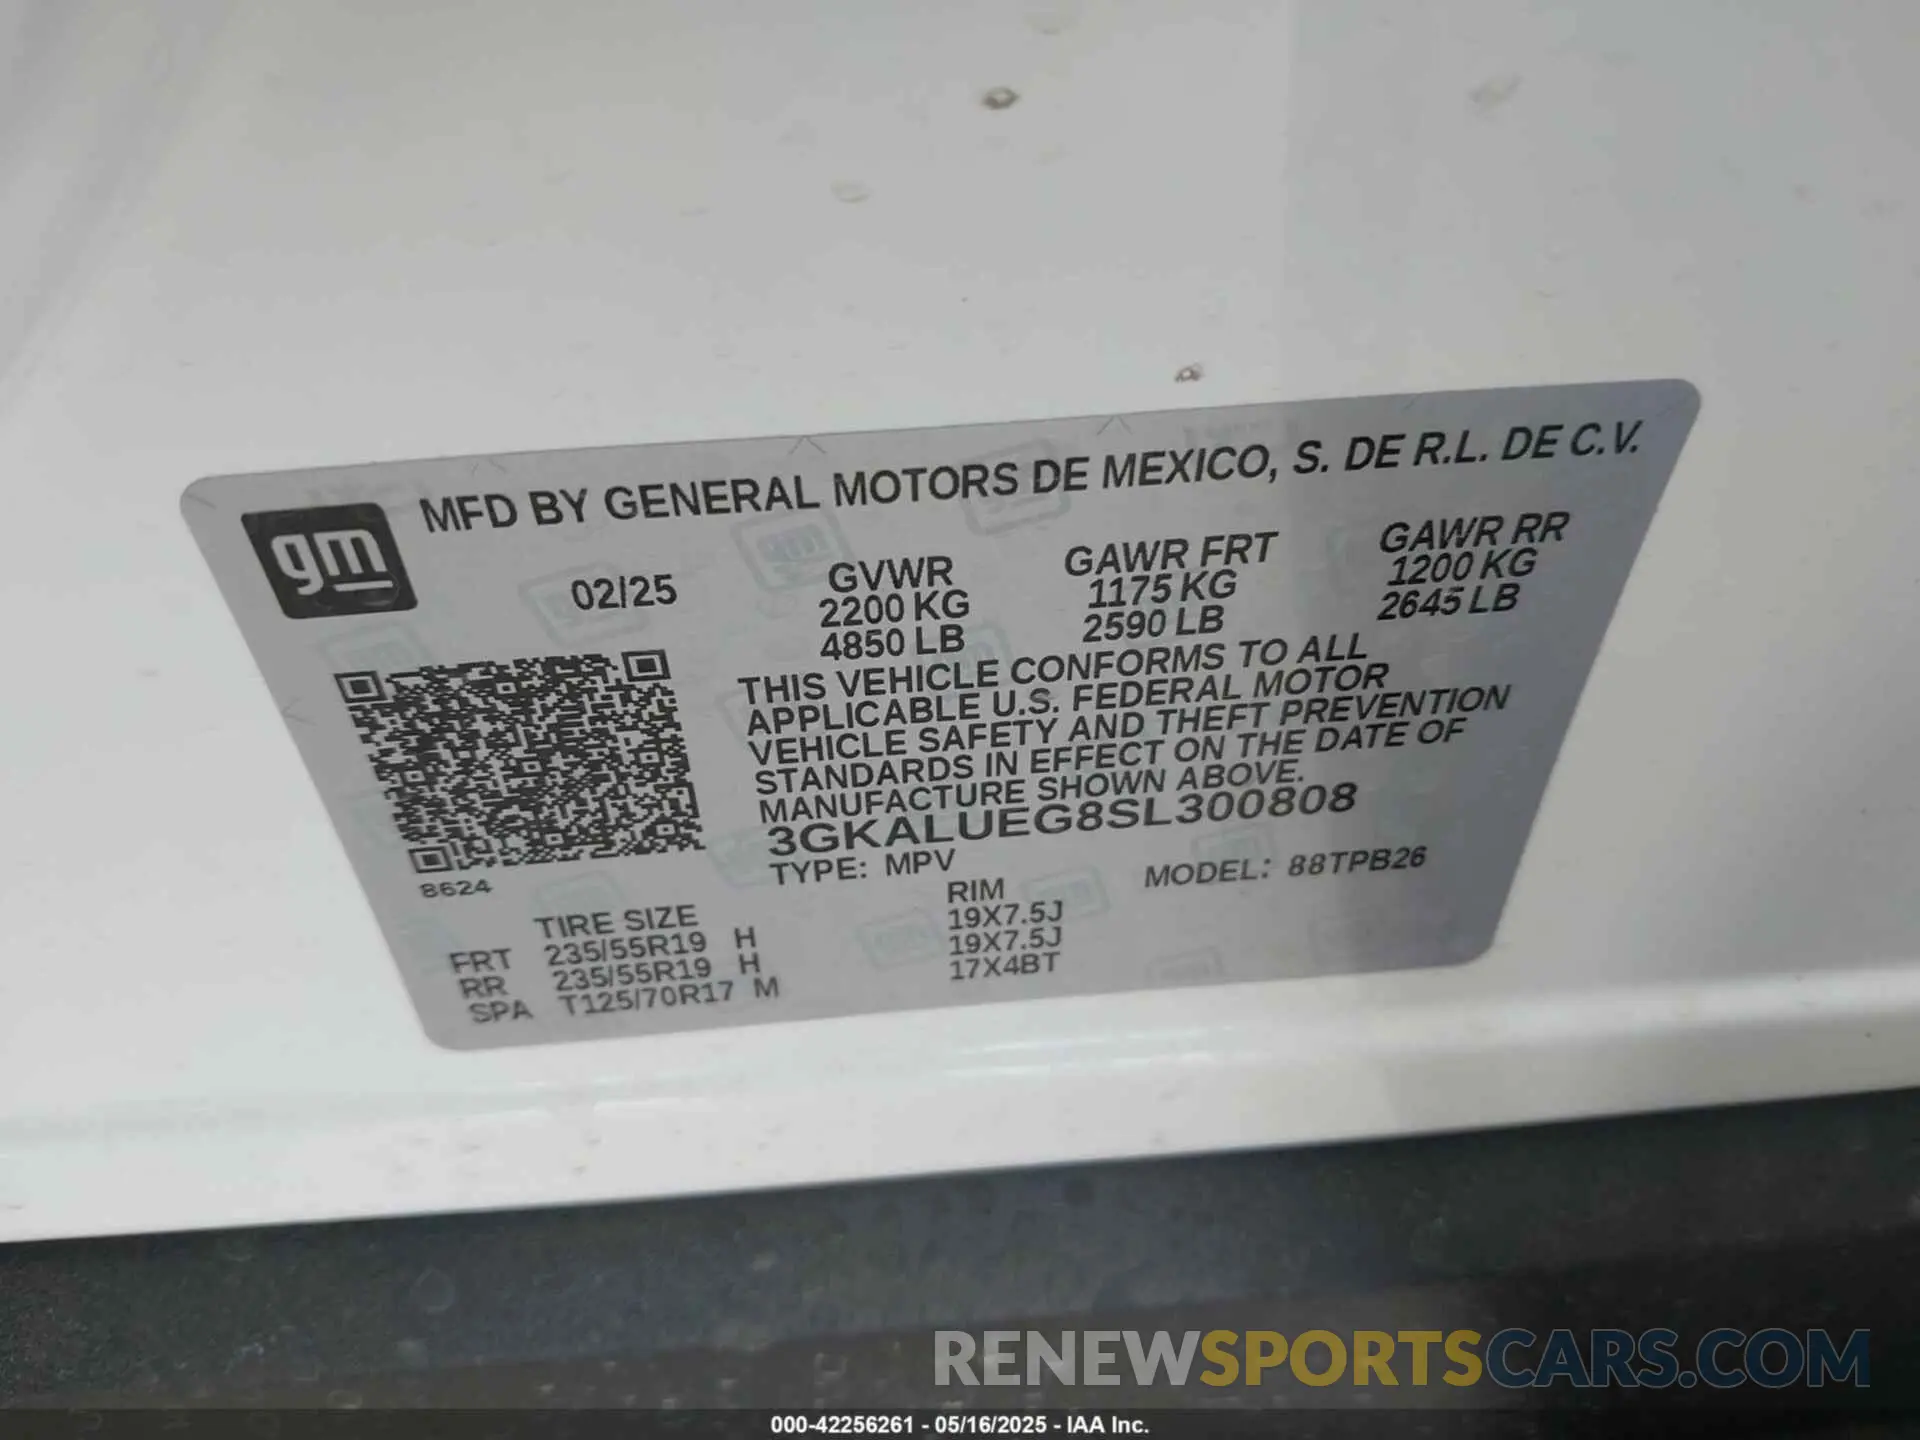 gm
MFD BY GENERAL MOTORS DE MEXICO, S. DE R.L. DE C.V.
02/25
GVWR
2200 KG
4850 LB
GAWR FRT
1175 KG
2590 LB
GAWR RR
1200 KG
2645 LB
THIS VEHICLE CONFORMS TO ALL
APPLICABLE U.S. FEDERAL MOTOR
VEHICLE SAFETY AND THEFT PREVENTION
STANDARDS IN EFFECT ON THE DATE OF
MANUFACTURE SHOWN ABOVE.
3GKALUEG8SL300808
TYPE: MPV
MODEL: 88TPB26
8624
TIRE SIZE
RIM
FRT 235/55R19 H 19X7.5J
RR 235/55R19 H 19X7.5J
SPA T125/70R17 M 17X4BT
RENEWSPORTSCARS.COM
000-42256261 - 05/16/2025 - IAA Inc.